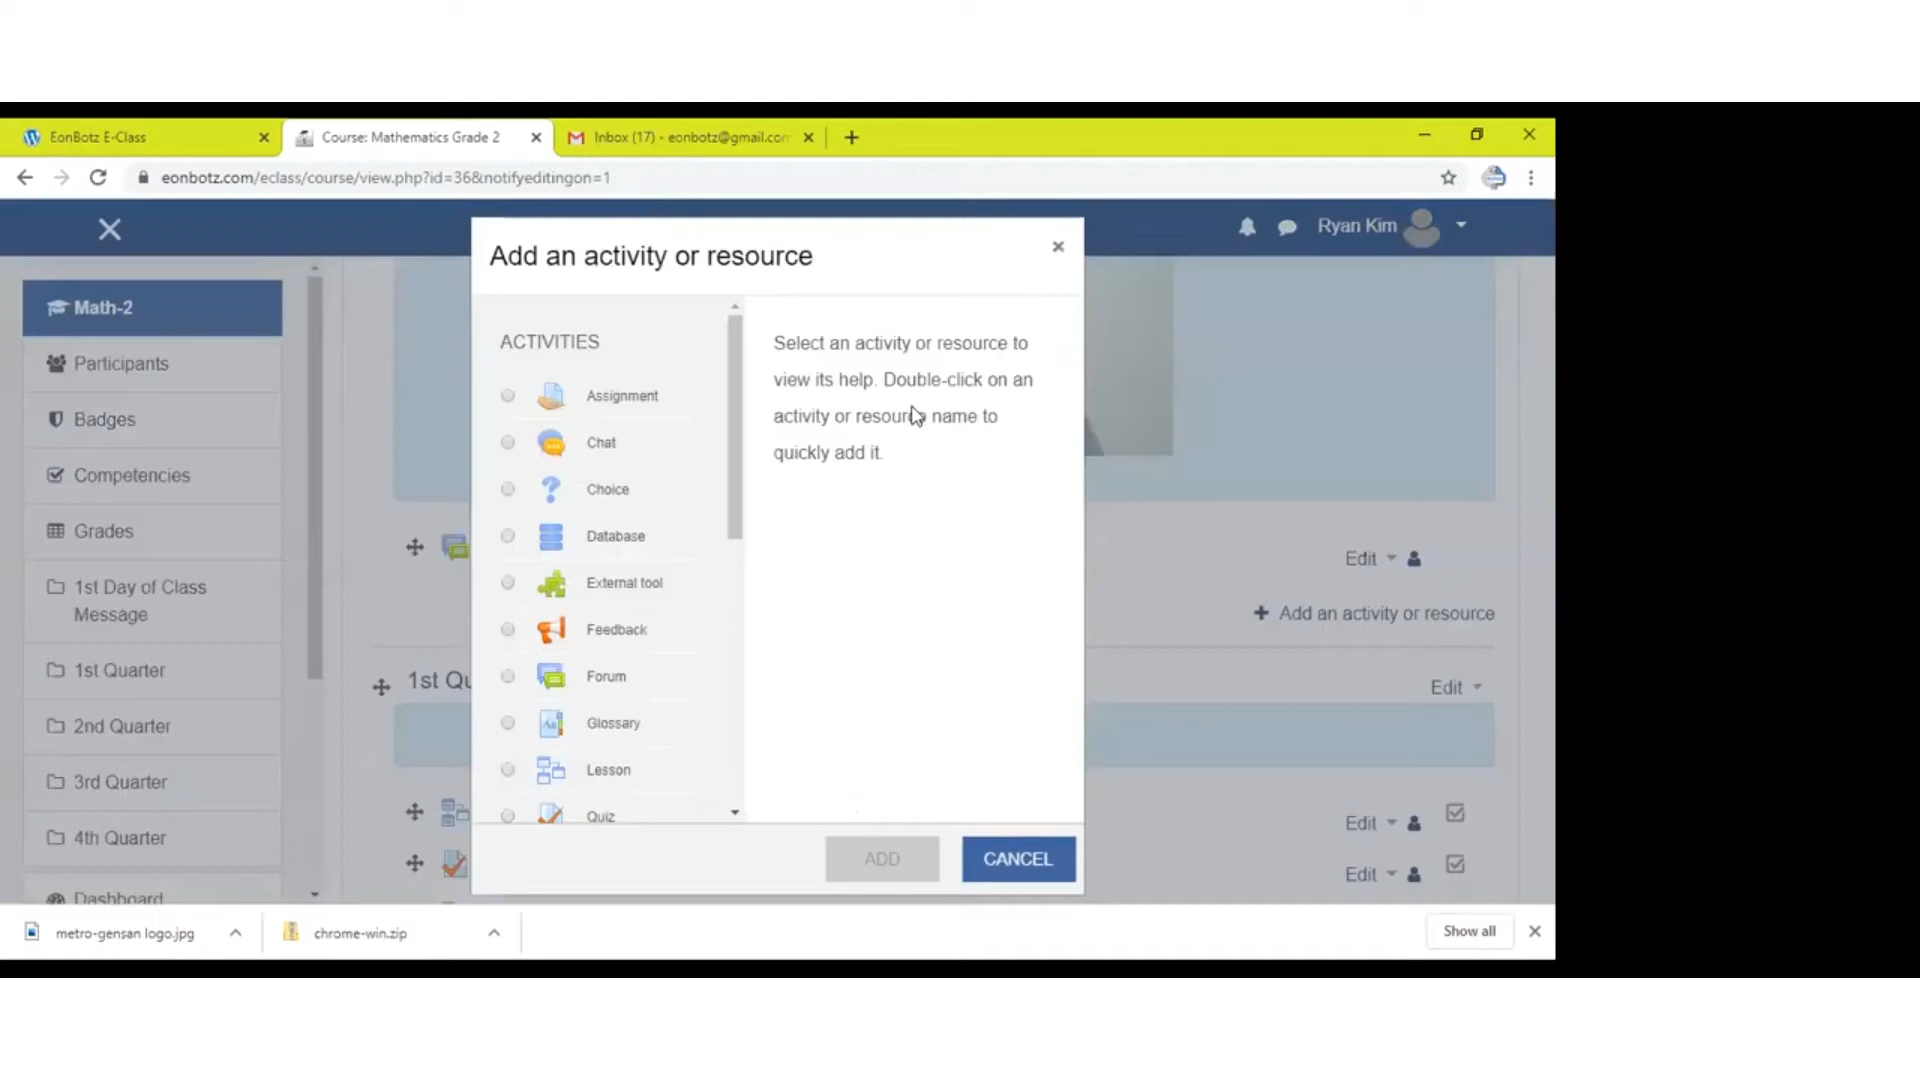 EonBotz E-Class
Course: Mathematics Grade 2
Inbox (17) - eonbotz@gmail.com
eonbotz.com/eclass/course/view.php?id=36&notifyeditingon=1
Ryan Kim
Math-2
Participants
Badges
Competencies
Grades
1st Day of Class
Message
1st Quarter
2nd Quarter
3rd Quarter
4th Quarter
Dashboard
Add an activity or resource
ACTIVITIES
Assignment
Chat
Choice
Database
External tool
Feedback
Forum
Glossary
Lesson
Quiz
Select an activity or resource to
view its help. Double-click on an
activity or resource name to
quickly add it.
ADD
CANCEL
Edit
Add an activity or resource
1st Qu
Edit
Edit
Edit
metro-gensan logo.jpg
chrome-win.zip
Show all